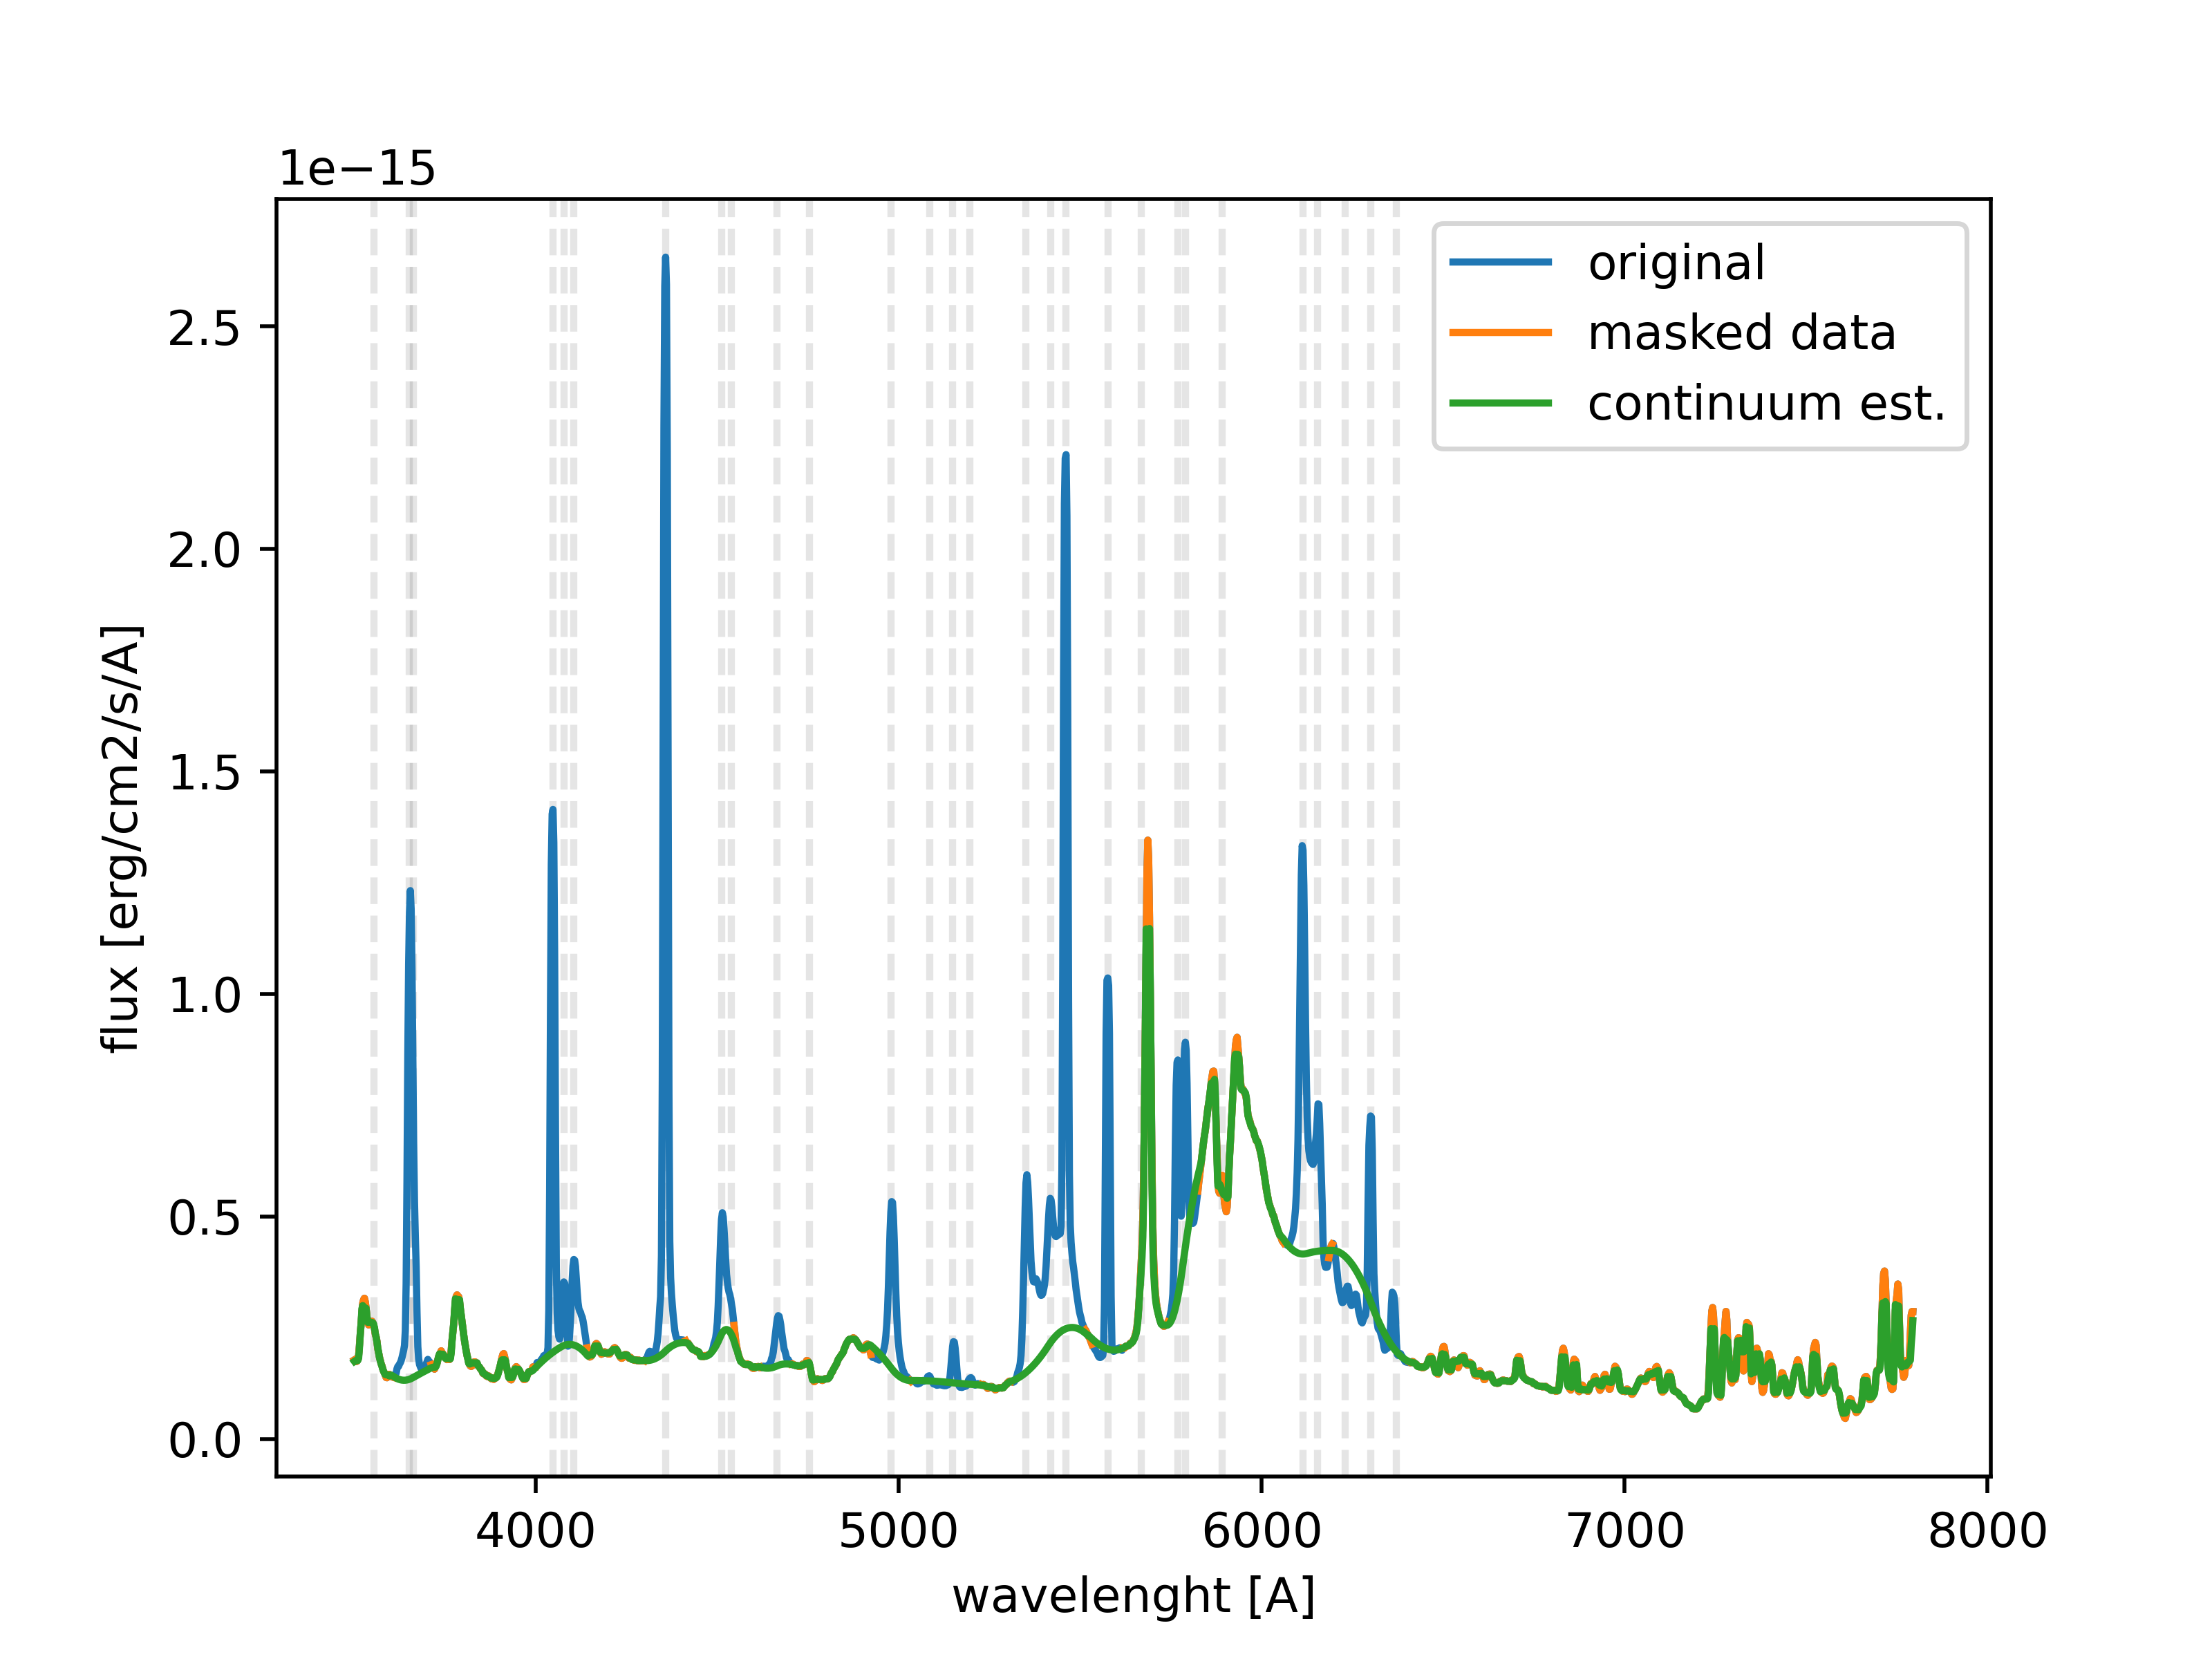 1e−15
original
masked data
continuum est.
2.5
2.0
1.5
1.0
0.5
0.0
flux [erg/cm2/s/A]
4000 5000 6000 7000 8000
wavelenght [A]